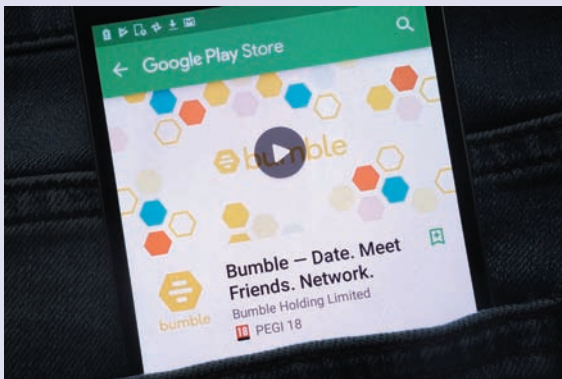 Google Play Store
bumble
Bumble — Date. Meet
Friends. Network.
Bumble Holding Limited
bumble
18 PEGI 18